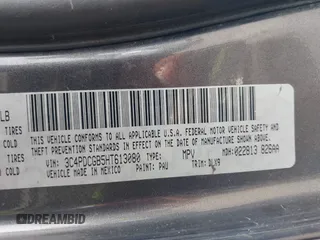 LB
TIRES
THIS VEHICLE CONFORMS TO ALL APPLICABLE U.S.A. FEDERAL MOTOR VEHICLE SAFETY, BUMPER AND
THEFT PREVENTION STANDARDS IN EFFECT ON THE DATE OF MANUFACTURE SHOWN ABOVE.
TIRES
VIN: 3C4PDCGB5HT613080 TYPE: MPV MDH: 022813 026AA
VEHICLE MADE IN MEXICO PAINT: PAU TRIM: DLX9
DREAMBID